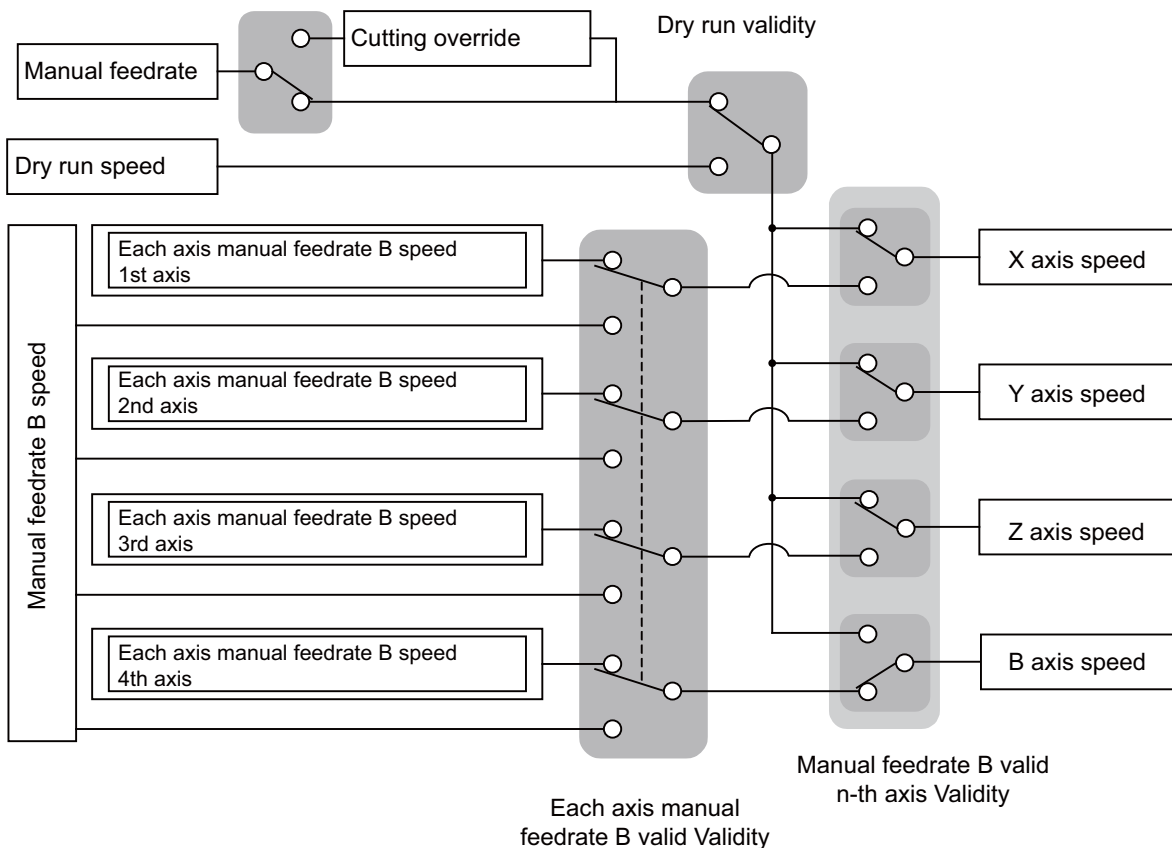 Dry run validity
Cutting override
Manual feedrate
Dry run speed
Manual feedrate B speed
Each axis manual feedrate B speed
1st axis
X axis speed
Each axis manual feedrate B speed
2nd axis
Y axis speed
Each axis manual feedrate B speed
3rd axis
Z axis speed
Each axis manual feedrate B speed
4th axis
B axis speed
Manual feedrate B valid
n-th axis Validity
Each axis manual
feedrate B valid Validity